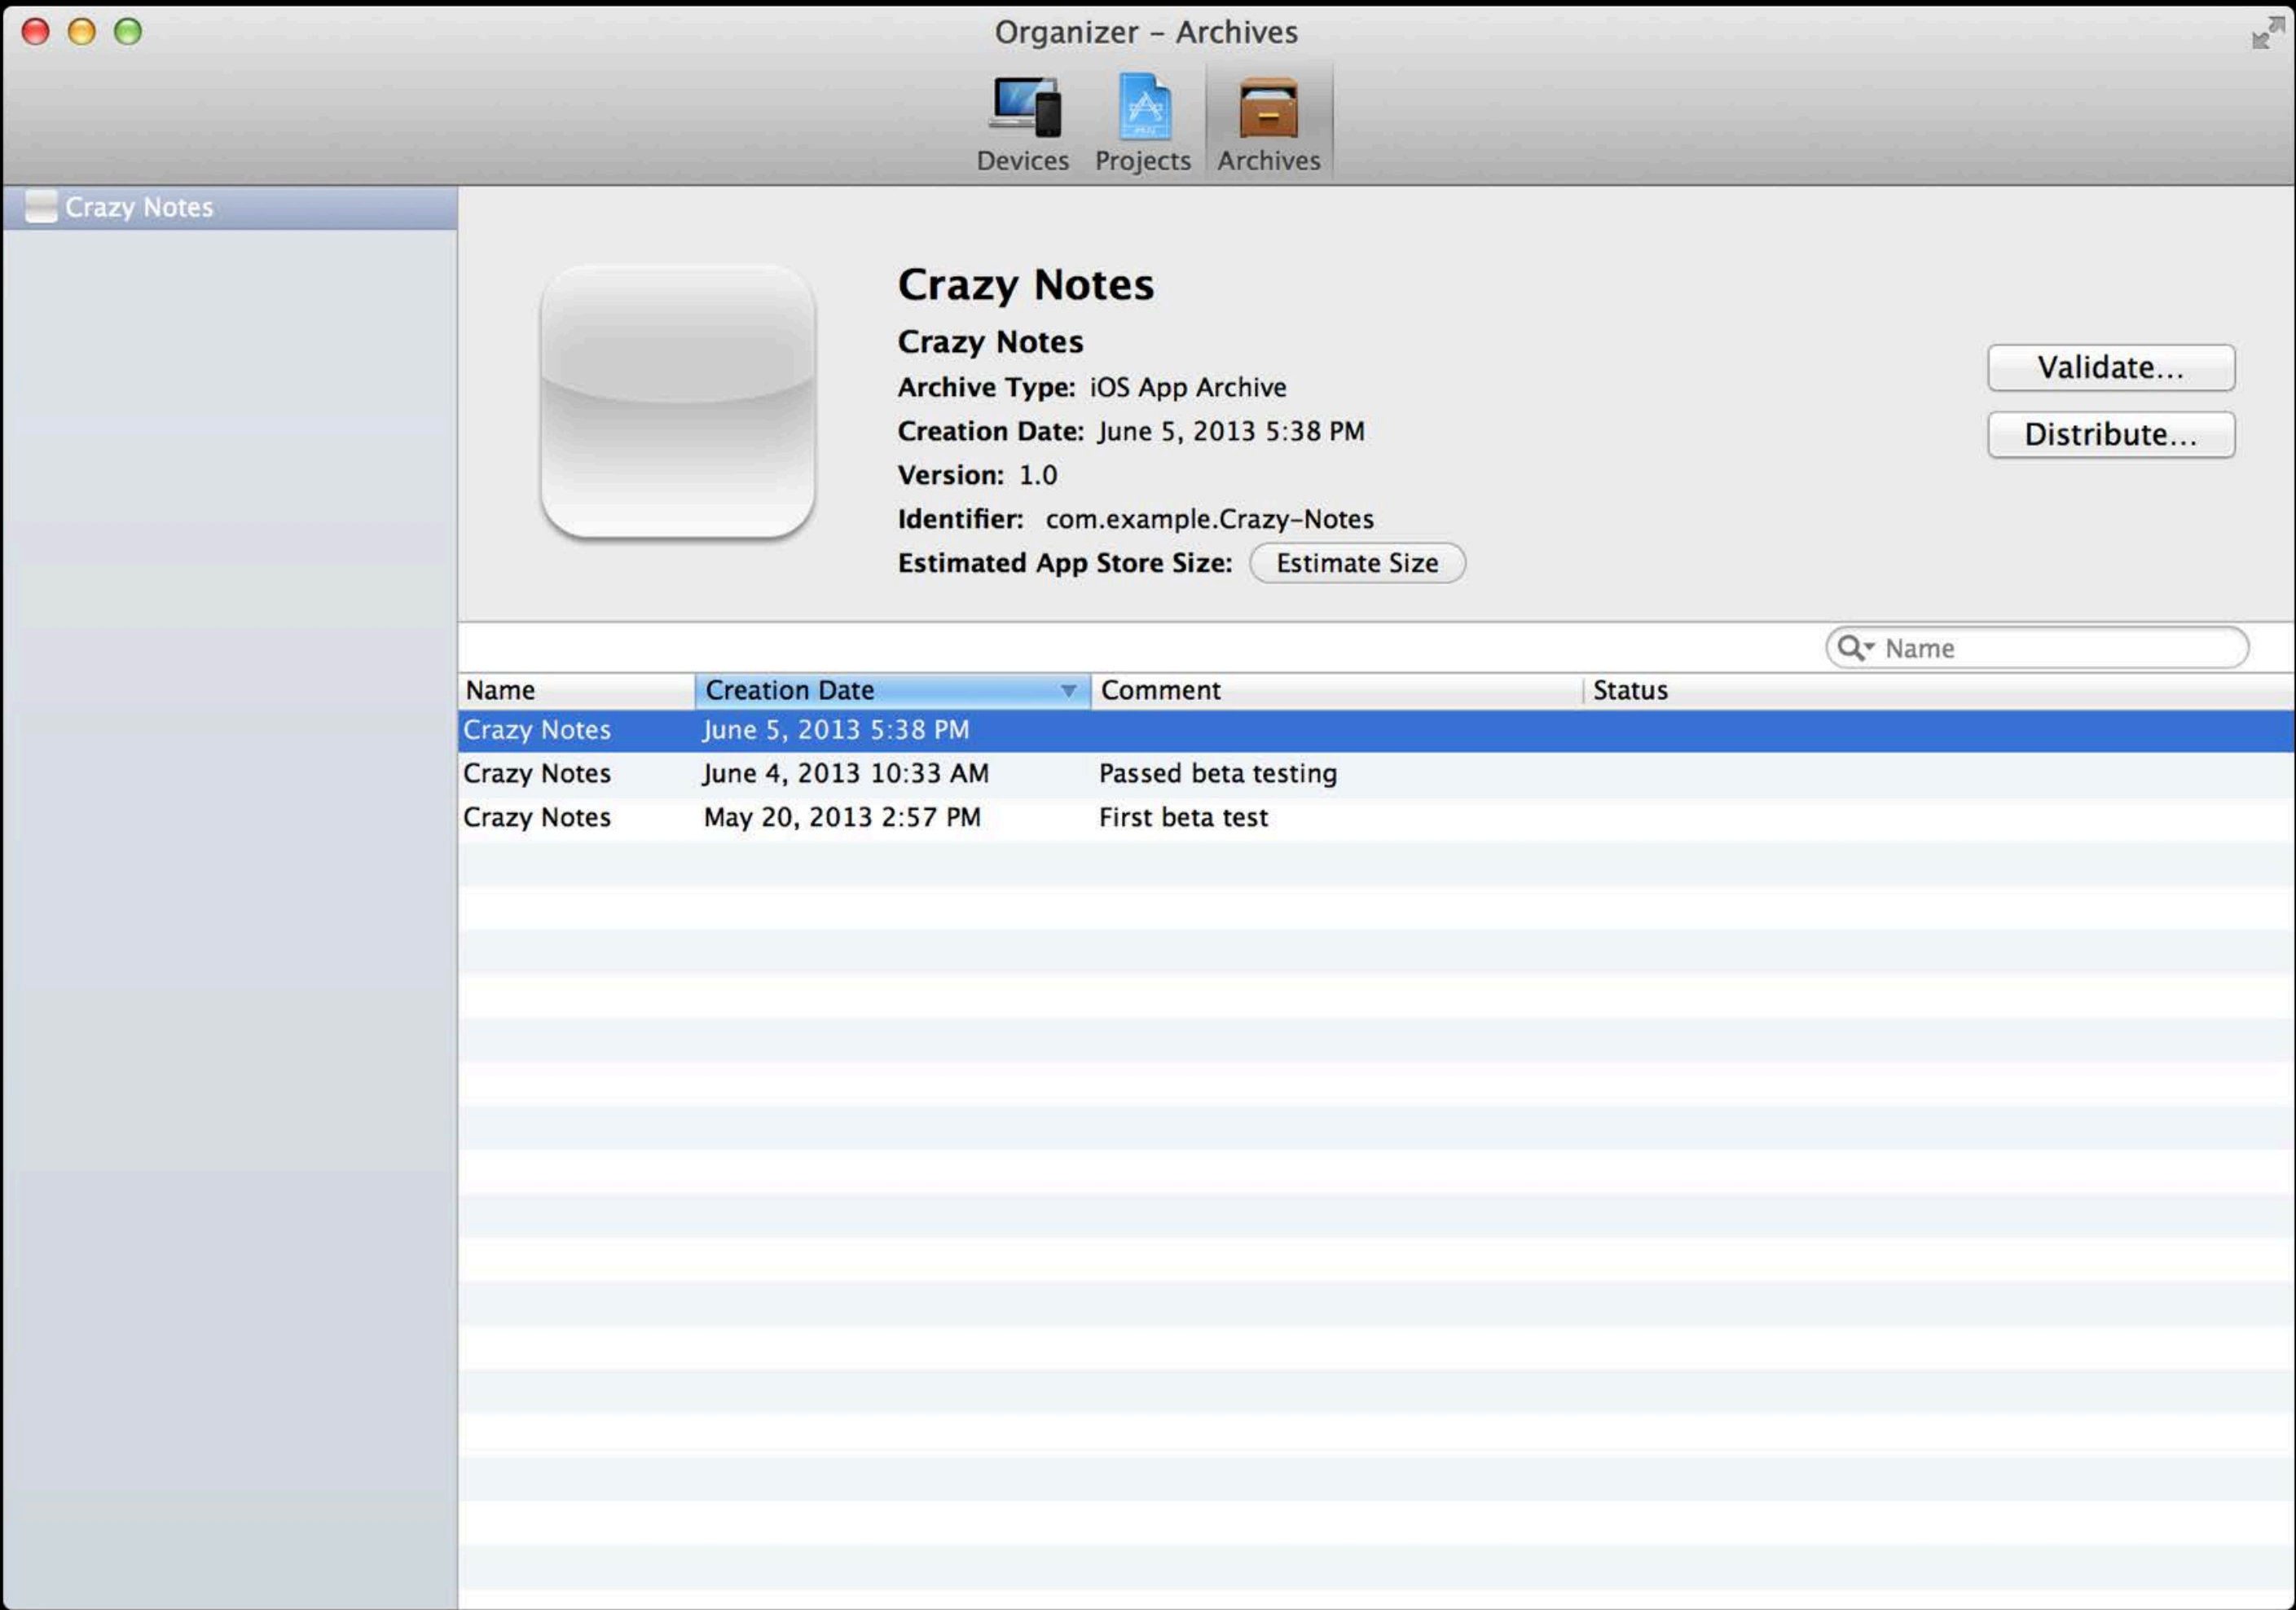 Organizer – Archives
Devices Projects Archives
Crazy Notes
Crazy Notes
Crazy Notes
Archive Type: iOS App Archive
Creation Date: June 5, 2013 5:38 PM
Version: 1.0
Identifier: com.example.Crazy-Notes
Estimated App Store Size: Estimate Size
Validate...
Distribute...
Name
Name Creation Date Comment Status
Crazy Notes June 5, 2013 5:38 PM
Crazy Notes June 4, 2013 10:33 AM Passed beta testing
Crazy Notes May 20, 2013 2:57 PM First beta test